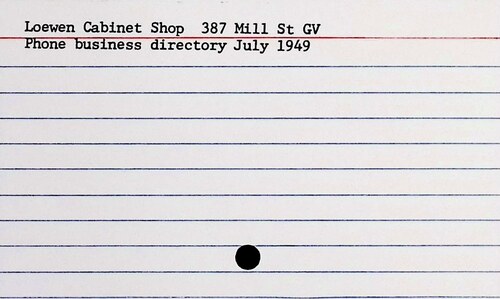 Loewen Cabinet Shop  387 Mill St GV
Phone business directory July 1949